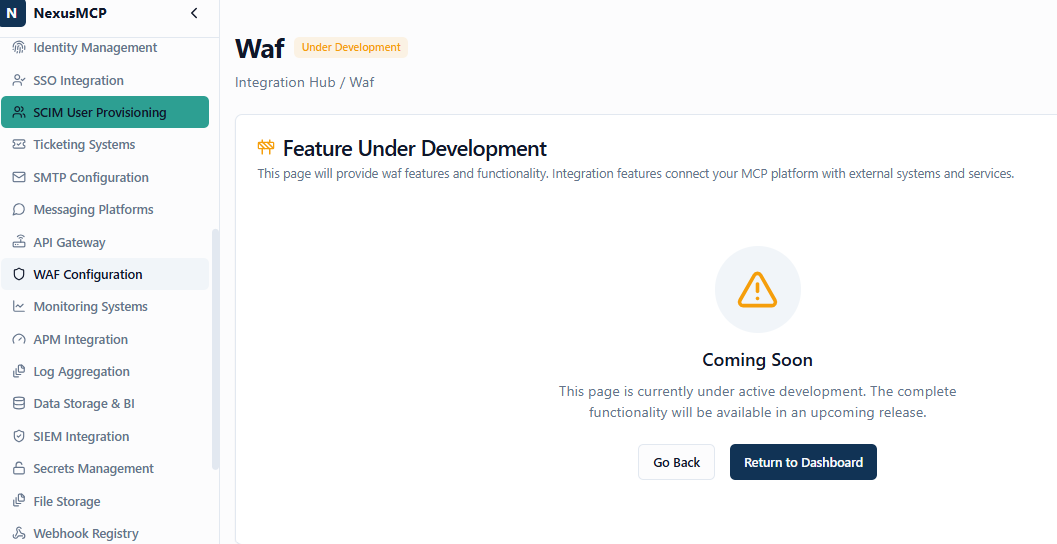 N NexusMCP
Identity Management
SSO Integration
SCIM User Provisioning
Ticketing Systems
SMTP Configuration
Messaging Platforms
API Gateway
WAF Configuration
Monitoring Systems
APM Integration
Log Aggregation
Data Storage & BI
SIEM Integration
Secrets Management
File Storage
Webhook Registry
Waf Under Development
Integration Hub / Waf
Feature Under Development
This page will provide waf features and functionality. Integration features connect your MCP platform with external systems and services.
Coming Soon
This page is currently under active development. The complete
functionality will be available in an upcoming release.
Go Back Return to Dashboard